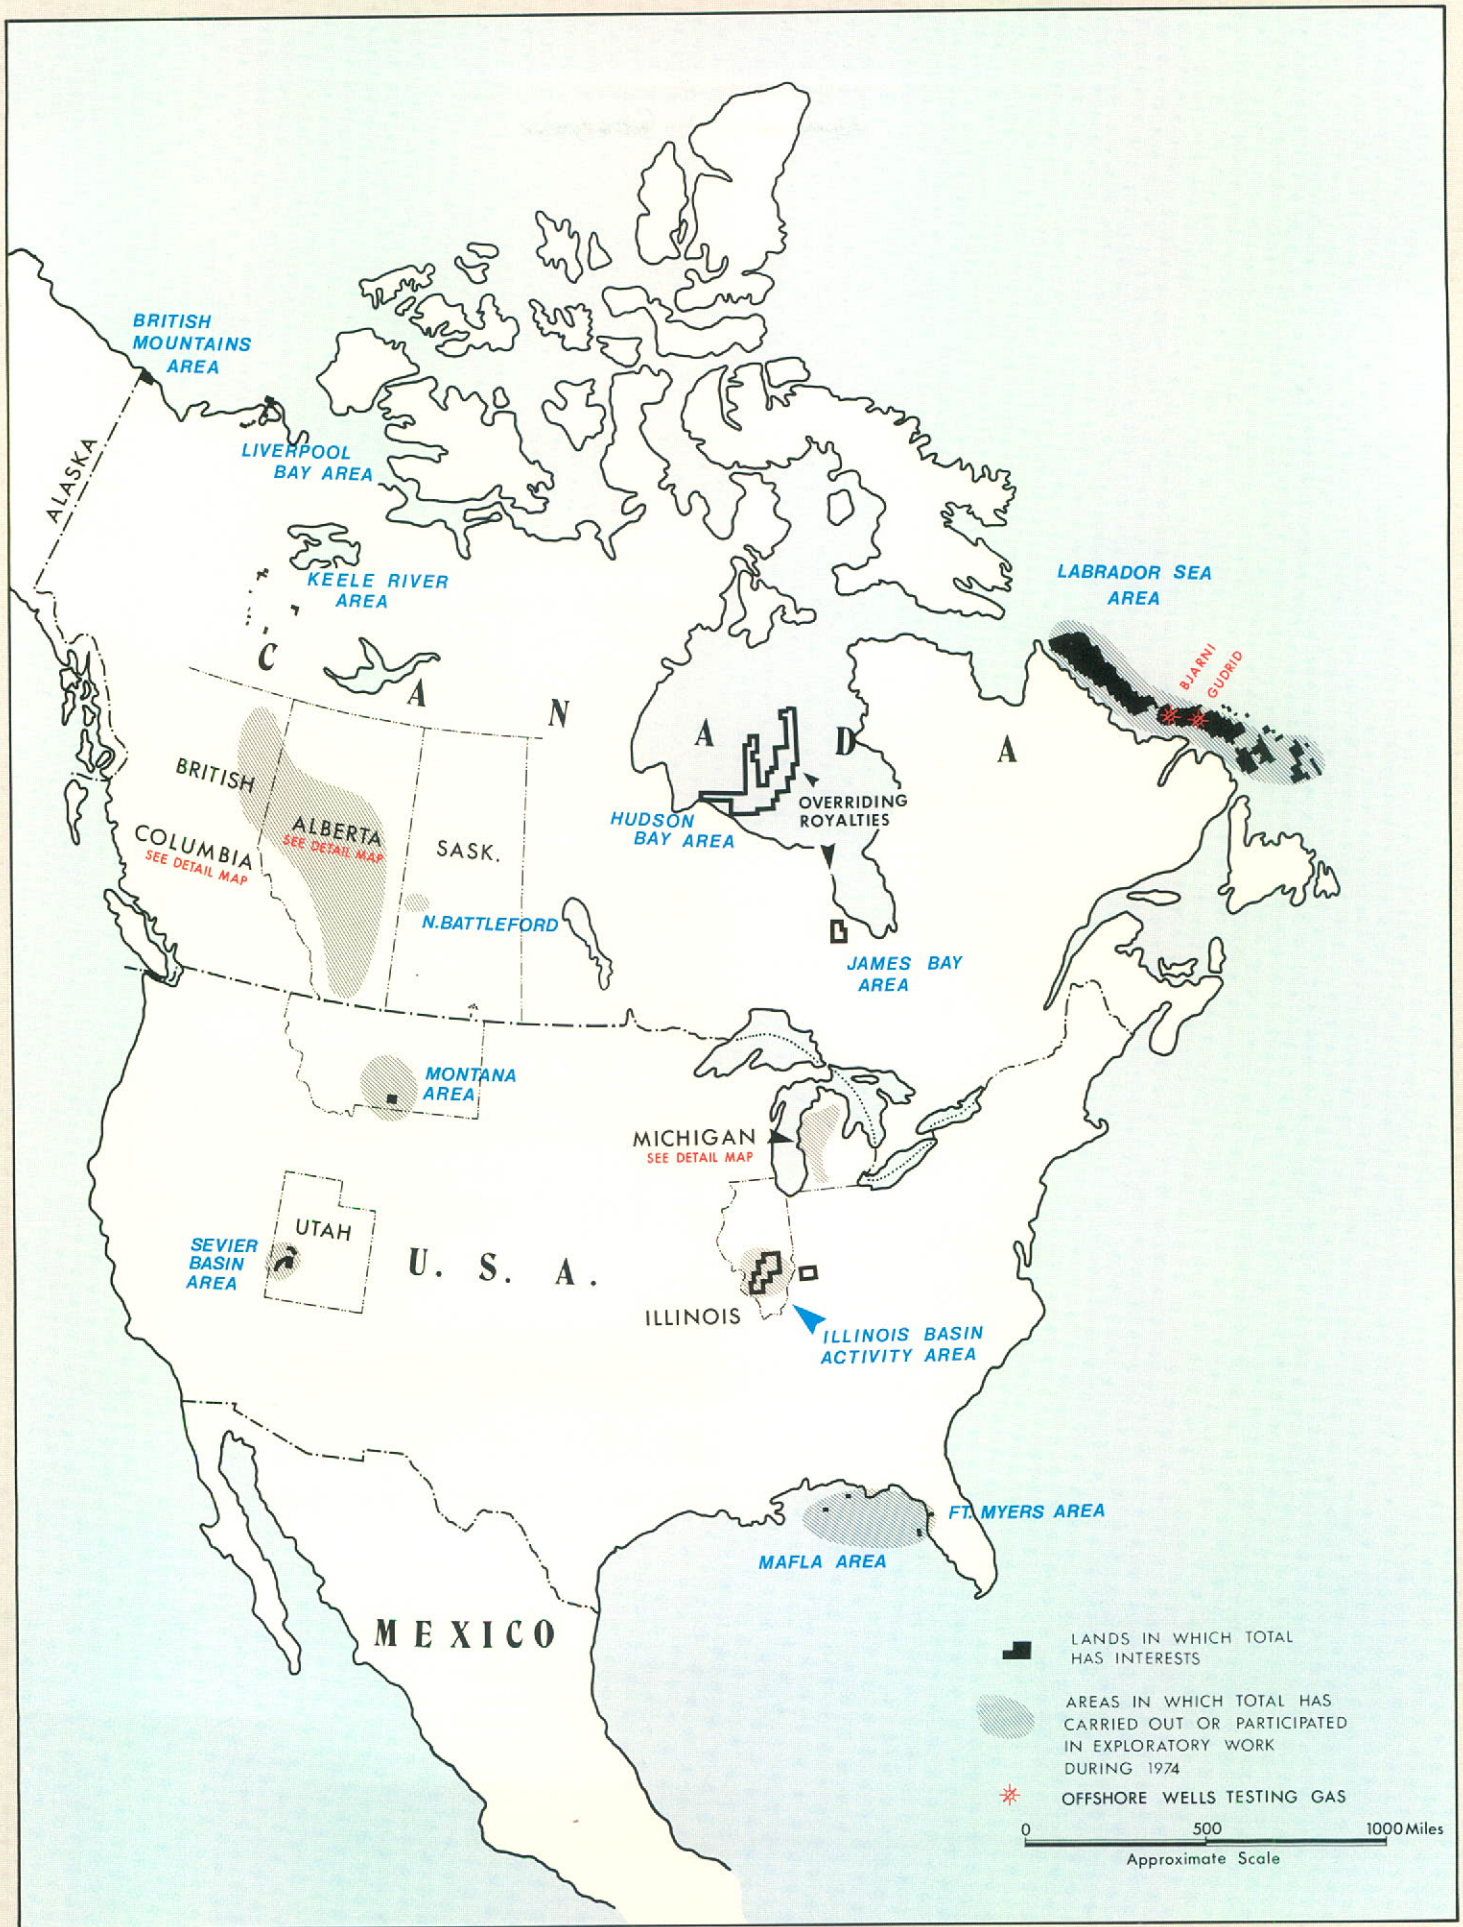 BRITISH
MOUNTAINS
AREA
ALASKA
LIVERPOOL
BAY AREA
KEELE RIVER
AREA
LABRADOR SEA
AREA
BJARNI
GUDRID
C A N A D A
BRITISH
COLUMBIA
SEE DETAIL MAP
ALBERTA
SEE DETAIL MAP
SASK.
N.BATTLEFORD
HUDSON
BAY AREA
OVERRIDING
ROYALTIES
JAMES BAY
AREA
MONTANA
AREA
MICHIGAN
SEE DETAIL MAP
UTAH
SEVIER
BASIN
AREA
U. S. A.
ILLINOIS
ILLINOIS BASIN
ACTIVITY AREA
FT. MYERS AREA
MAFLA AREA
MEXICO
LANDS IN WHICH TOTAL
HAS INTERESTS
AREAS IN WHICH TOTAL HAS
CARRIED OUT OR PARTICIPATED
IN EXPLORATORY WORK
DURING 1974
OFFSHORE WELLS TESTING GAS
0 500 1000 Miles
Approximate Scale